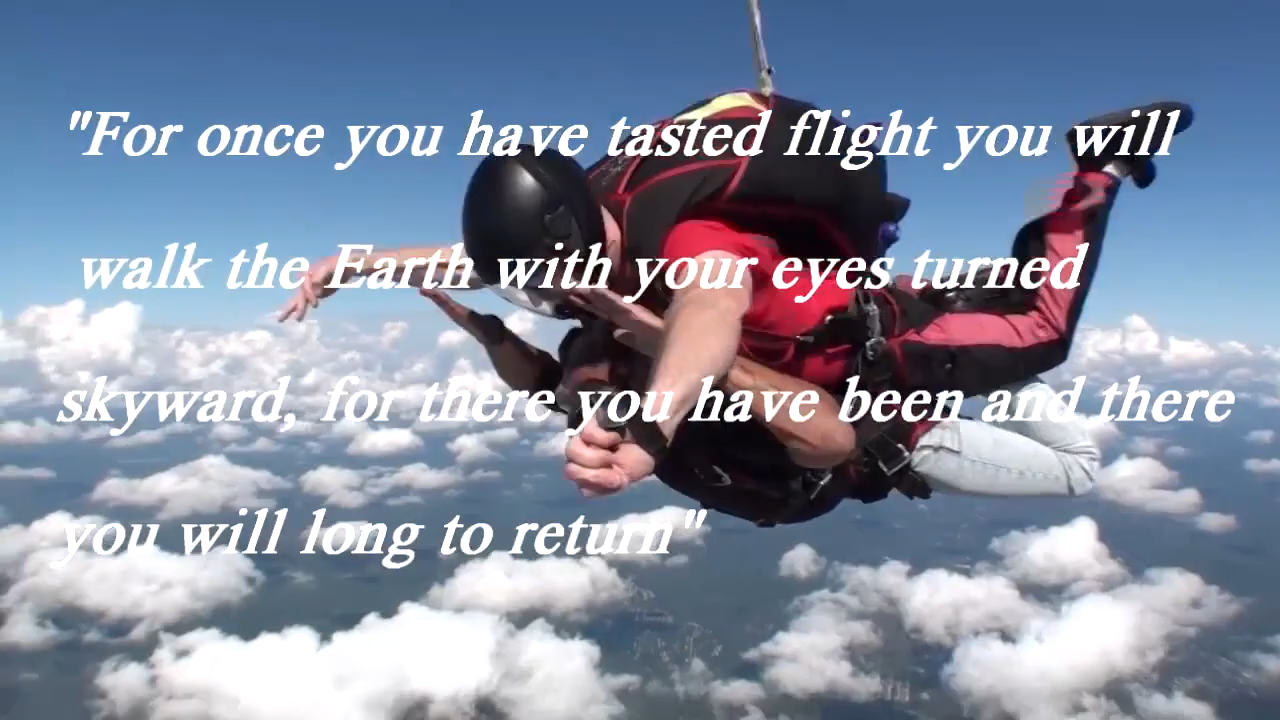 "For once you have tasted flight you will
walk the Earth with your eyes turned
skyward, for there you have been and there
you will long to return"